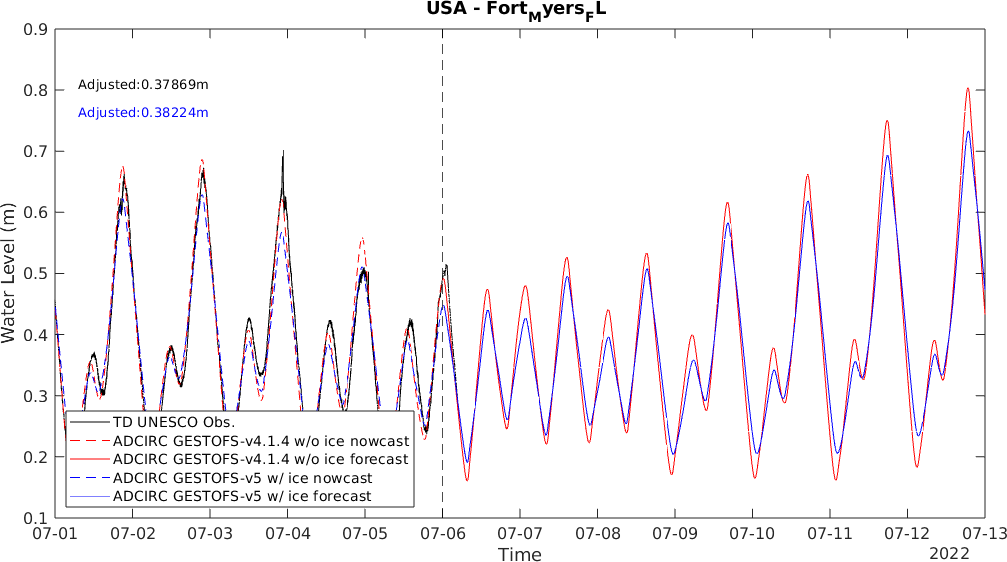 USA - Fort_Myers_FL
0.9
0.8
0.7
0.6
0.5
0.4
0.3
0.2
0.1
Water Level (m)
Adjusted:0.37869m
Adjusted:0.38224m
TD UNESCO Obs.
ADCIRC GESTOFS-v4.1.4 w/o ice nowcast
ADCIRC GESTOFS-v4.1.4 w/o ice forecast
ADCIRC GESTOFS-v5 w/ ice nowcast
ADCIRC GESTOFS-v5 w/ ice forecast
07-01 07-02 07-03 07-04 07-05 07-06 07-07 07-08 07-09 07-10 07-11 07-12 07-13
Time
2022